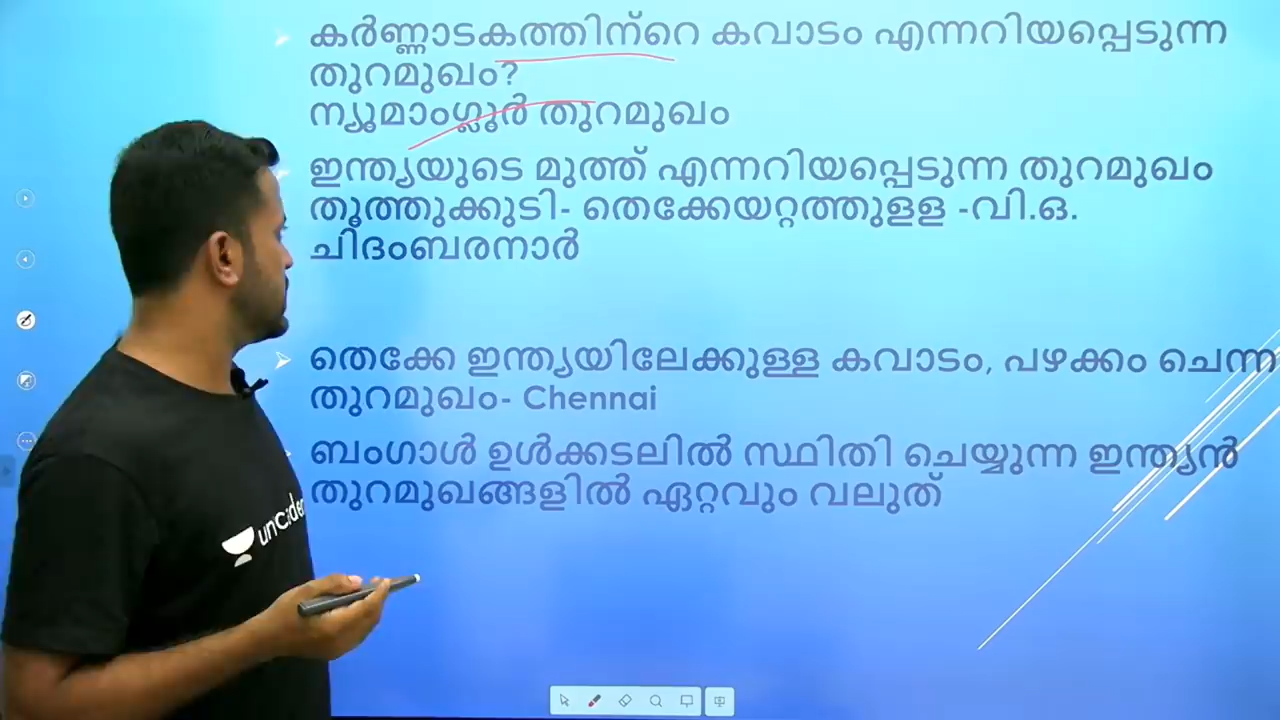 കർണ്ണാടകത്തിന്റെ കവാടം എന്നറിയപ്പെടുന്ന
തുറമുഖം?
ന്യൂമാംഗ്ലൂർ തുറമുഖം
ഇന്ത്യയുടെ മുത്ത് എന്നറിയപ്പെടുന്ന തുറമുഖം
തൂത്തുക്കുടി- തെക്കേയറ്റത്തുളള -വി.ഒ.
ചിദംബരനാർ
തെക്കേ ഇന്ത്യയിലേക്കുള്ള കവാടം, പഴക്കം ചെന്ന
തുറമുഖം- Chennai
ബംഗാൾ ഉൾക്കടലിൽ സ്ഥിതി ചെയ്യുന്ന ഇന്ത്യൻ
തുറമുഖങ്ങളിൽ ഏറ്റവും വലുത്